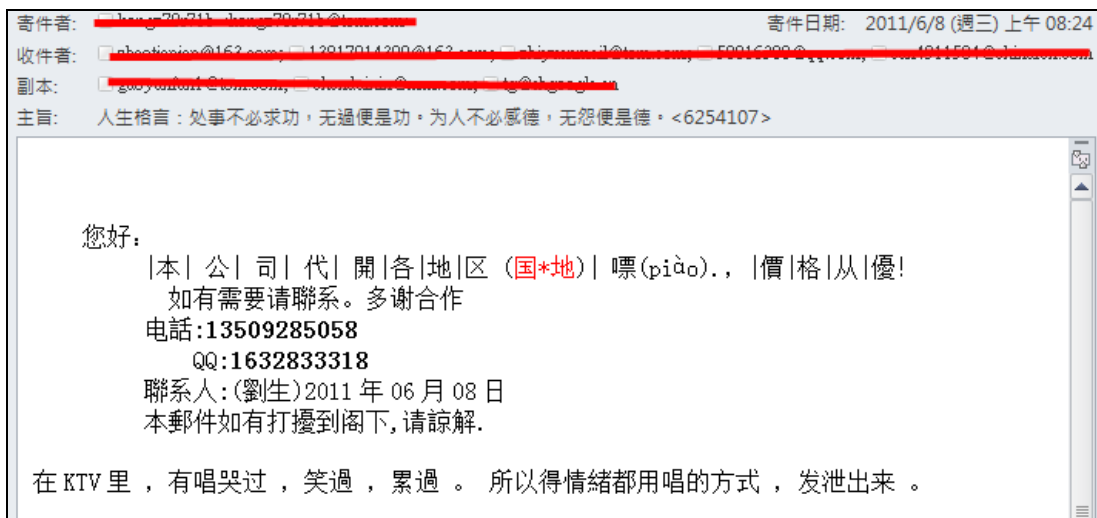 寄件者:
寄件日期: 2011/6/8 (週三) 上午 08:24
收件者:
副本:
主旨: 人生格言：处事不必求功，无過便是功。为人不必感德，无怨便是德。<6254107>
您好：
|本| 公| 司| 代| 開|各|地|区 (国*地)| 嘌(piào)., |價|格|从|優!
如有需要请聯系。多谢合作
电話:13509285058
QQ:1632833318
聯系人:(劉生)2011 年 06 月 08 日
本郵件如有打擾到阁下,请諒解.
在 KTV 里 ，有唱哭过 ，笑過 ，累過 。 所以得情緒都用唱的方式 ，发泄出来 。